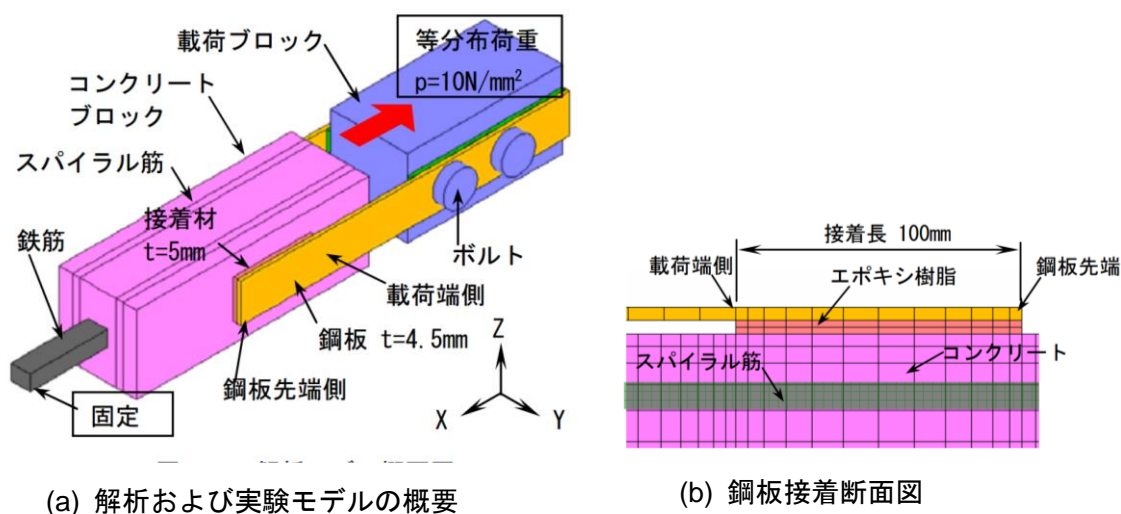 載荷ブロック
等分布荷重
p=10N/mm²
コンクリート
ブロック
スパイラル筋
接着材
t=5mm
鉄筋
ボルト
載荷端側
鋼板 t=4.5mm
鋼板先端側
固定
Z
X
Y
(a) 解析および実験モデルの概要
接着長 100mm
載荷端側
エポキシ樹脂
鋼板先端
スパイラル筋
コンクリート
(b) 鋼板接着断面図